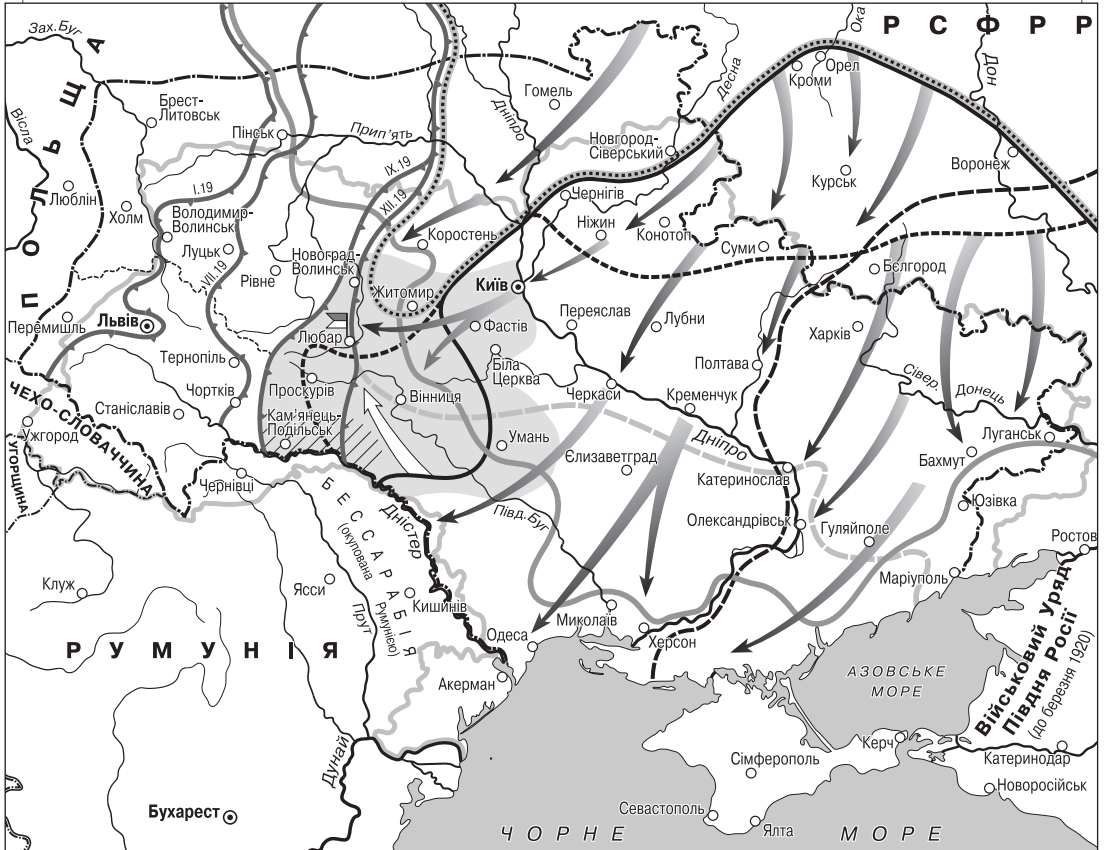 Зах.Буг
ПОЛЬЩА
РСФРР
Ока
Орел
Кроми
Дон
Десна
Гомель
Дніпро
Брест-
Литовськ
Вісла
Пінськ
Прип'ять
Новгород-
Сіверський
Воронеж
Курськ
IX.19
XII.19
I.19
VII.19
Люблін
Холм
Володимир-
Волинськ
Луцьк
Рівне
Новоград-
Волинськ
Коростень
Чернігів
Ніжин
Конотоп
Суми
Бєлгород
Житомир
Київ
Перемишль
Львів
Любар
Фастів
Переяслав
Лубни
Харків
Тернопіль
Біла
Церква
Полтава
Сівер. Донець
Чортків
Проскурів
Вінниця
Черкаси
Кременчук
ЧЕХО-СЛОВАЧЧИНА
Станіславів
Кам'янець-
Подільськ
Умань
Дніпро
Луганськ
Ужгород
УГОРЩИНА
Єлизаветград
Бахмут
Чернівці
Катеринослав
Юзівка
БЕССАРАБІЯ
(окупована Румунією)
Дністер
Півд.Буг
Олександрівськ
Гуляйполе
Ростов
Клуж
Ясси
Маріуполь
Кишинів
Прут
Миколаїв
Херсон
РУМУНІЯ
Одеса
Акерман
АЗОВСЬКЕ
МОРЕ
Військовий Уряд
Півдня Росії
(до березня 1920)
Дунай
Керч
Сімферополь
Катеринодар
Новоросійськ
Бухарест
Севастополь
Ялта
ЧОРНЕ МОРЕ